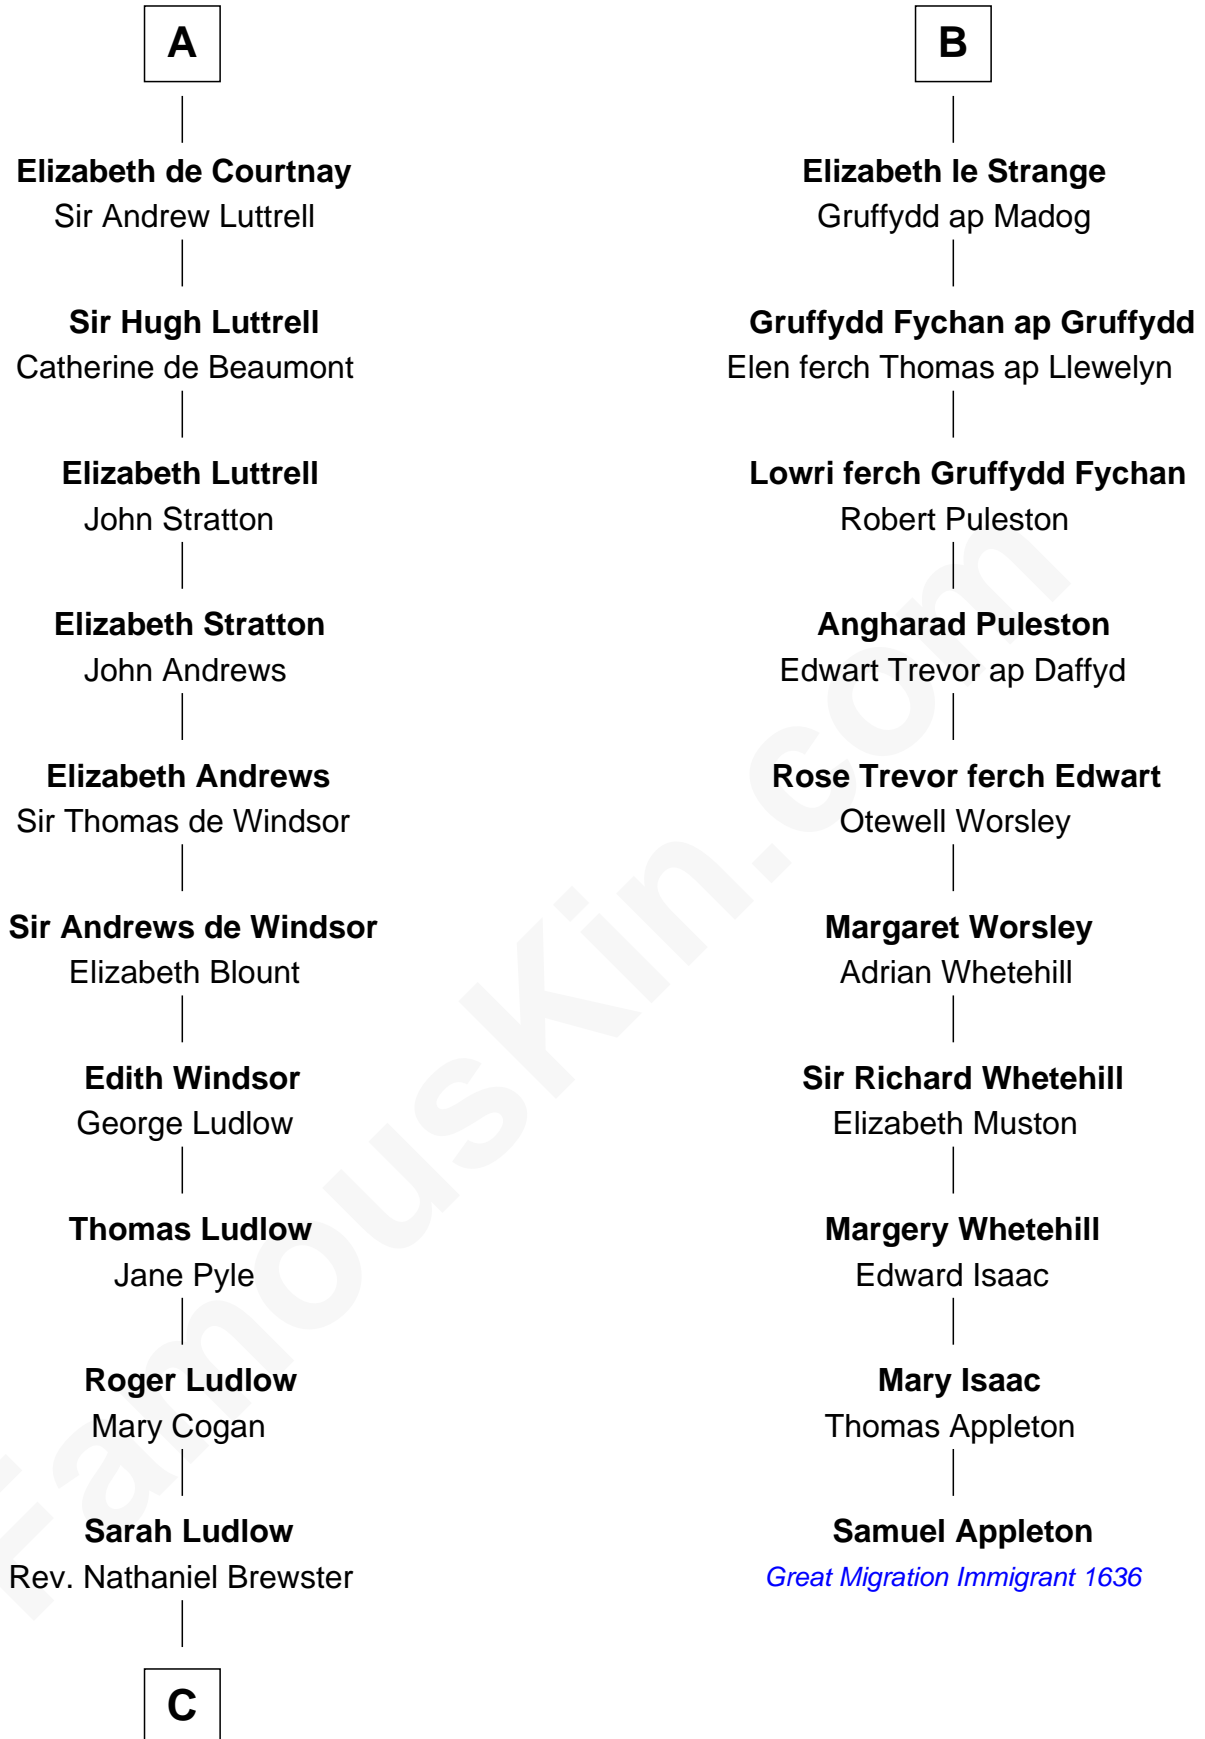 A
Elizabeth de Courtnay
Sir Andrew Luttrell
Sir Hugh Luttrell
Catherine de Beaumont
Elizabeth Luttrell
John Stratton
Elizabeth Stratton
John Andrews
Elizabeth Andrews
Sir Thomas de Windsor
Sir Andrews de Windsor
Elizabeth Blount
Edith Windsor
George Ludlow
Thomas Ludlow
Jane Pyle
Roger Ludlow
Mary Cogan
Sarah Ludlow
Rev. Nathaniel Brewster
C
B
Elizabeth le Strange
Gruffydd ap Madog
Gruffydd Fychan ap Gruffydd
Elen ferch Thomas ap Llewelyn
Lowri ferch Gruffydd Fychan
Robert Puleston
Angharad Puleston
Edwart Trevor ap Daffyd
Rose Trevor ferch Edwart
Otewell Worsley
Margaret Worsley
Adrian Whetehill
Sir Richard Whetehill
Elizabeth Muston
Margery Whetehill
Edward Isaac
Mary Isaac
Thomas Appleton
Samuel Appleton
Great Migration Immigrant 1636
FamousKin.com